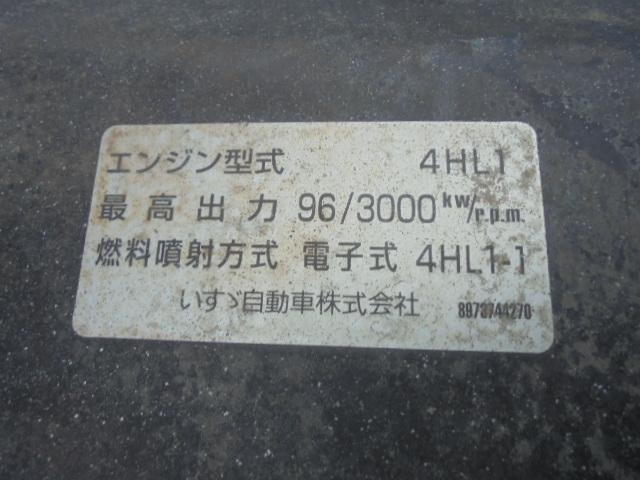 エンジン型式 4HL1
最高出力 96/3000 kw/r.p.m.
燃料噴射方式 電子式 4HL1-1
いすゞ自動車株式会社 8973744270